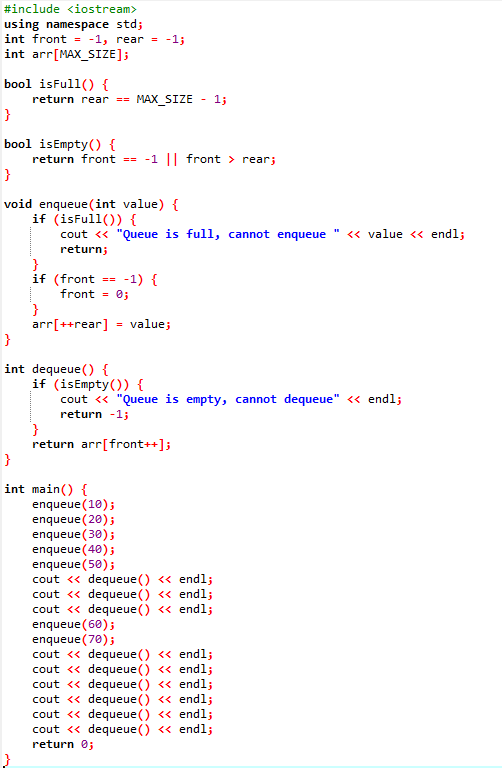 #include <iostream>
using namespace std;
int front = -1, rear = -1;
int arr[MAX_SIZE];
bool isFull() {
return rear == MAX_SIZE - 1;
}
bool isEmpty() {
return front == -1 || front > rear;
}
void enqueue(int value) {
if (isFull()) {
cout << "Queue is full, cannot enqueue " << value << endl;
return;
}
if (front == -1) {
front = 0;
}
arr[++rear] = value;
}
int dequeue() {
if (isEmpty()) {
cout << "Queue is empty, cannot dequeue" << endl;
return -1;
}
return arr[front++];
}
int main() {
enqueue(10);
enqueue(20);
enqueue(30);
enqueue(40);
enqueue(50);
cout << dequeue() << endl;
cout << dequeue() << endl;
cout << dequeue() << endl;
enqueue(60);
enqueue(70);
cout << dequeue() << endl;
cout << dequeue() << endl;
cout << dequeue() << endl;
cout << dequeue() << endl;
cout << dequeue() << endl;
cout << dequeue() << endl;
return 0;
}